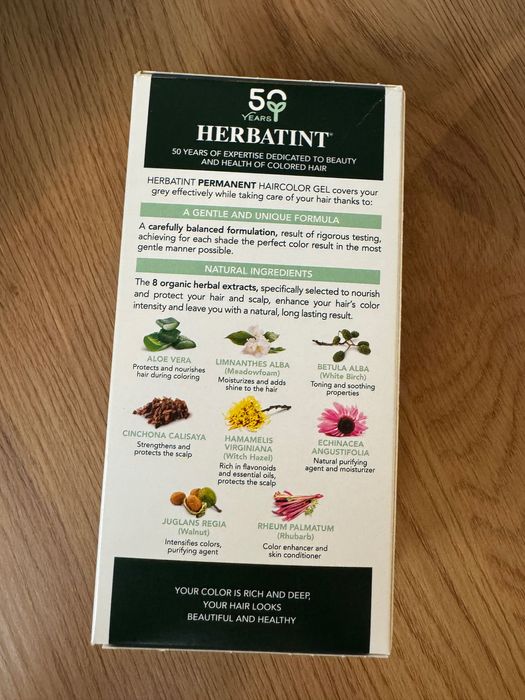 50
YEARS
HERBATINT™
50 YEARS OF EXPERTISE DEDICATED TO BEAUTY
AND HEALTH OF COLORED HAIR
HERBATINT PERMANENT HAIRCOLOR GEL covers your
grey effectively while taking care of your hair thanks to:
A GENTLE AND UNIQUE FORMULA
A carefully balanced formulation, result of rigorous testing,
achieving for each shade the perfect color result in the most
gentle manner possible.
NATURAL INGREDIENTS
The 8 organic herbal extracts, specifically selected to nourish
and protect your hair and scalp, enhance your hair's color
intensity and leave you with a natural, long lasting result.
ALOE VERA
Protects and nourishes
hair during coloring
LIMNANTHES ALBA
(Meadowfoam)
Moisturizes and adds
shine to the hair
BETULA ALBA
(White Birch)
Toning and soothing
properties
CINCHONA CALISAYA
Strengthens and
protects the scalp
HAMAMELIS
VIRGINIANA
(Witch Hazel)
Rich in flavonoids
and essential oils,
protects the scalp
ECHINACEA
ANGUSTIFOLIA
Natural purifying
agent and moisturizer
JUGLANS REGIA
(Walnut)
Intensifies colors,
purifying agent
RHEUM PALMATUM
(Rhubarb)
Color enhancer and
skin conditioner
YOUR COLOR IS RICH AND DEEP,
YOUR HAIR LOOKS
BEAUTIFUL AND HEALTHY